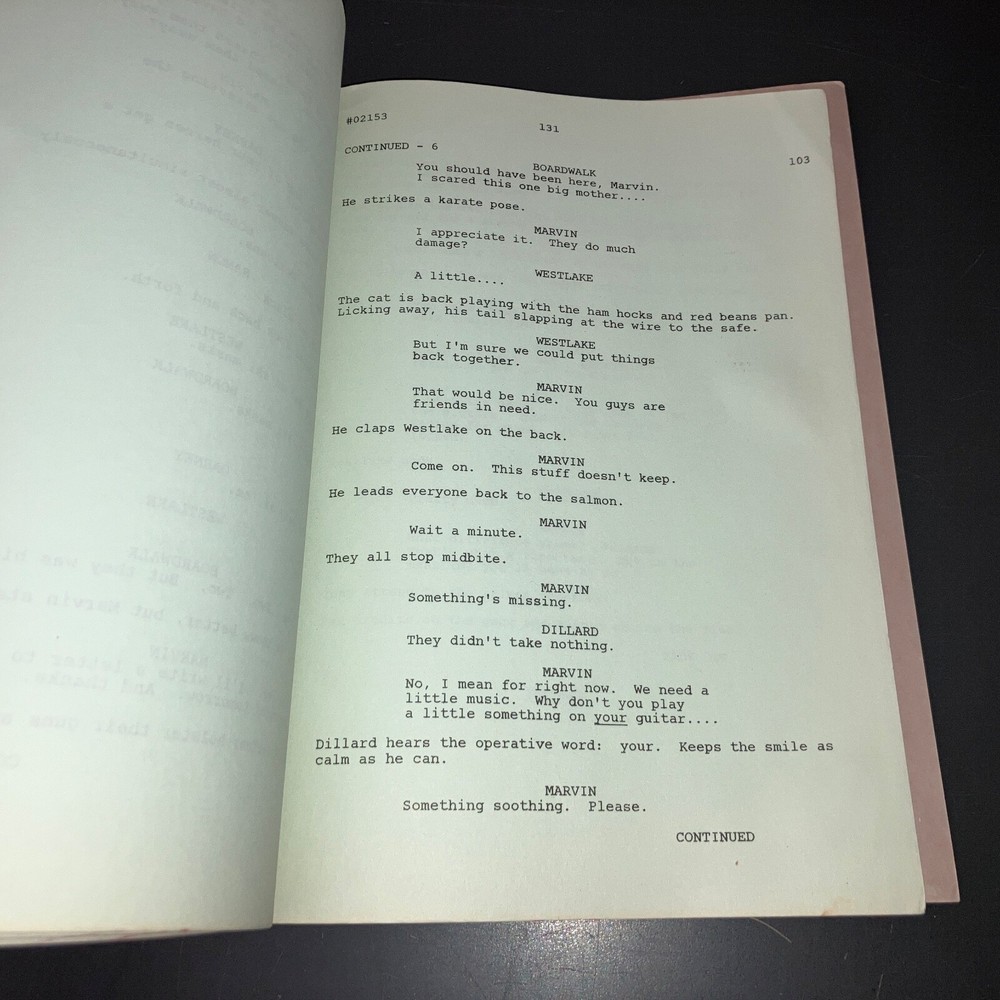 #02153
131
CONTINUED - 6
103
BOARDWALK
You should have been here, Marvin.
I scared this one big mother....
He strikes a karate pose.
MARVIN
I appreciate it. They do much
damage?
WESTLAKE
A little....
The cat is back playing with the ham hocks and red beans pan.
Licking away, his tail slapping at the wire to the safe.
WESTLAKE
But I'm sure we could put things
back together.
MARVIN
That would be nice. You guys are
friends in need.
He claps Westlake on the back.
MARVIN
Come on. This stuff doesn't keep.
He leads everyone back to the salmon.
MARVIN
Wait a minute.
They all stop midbite.
MARVIN
Something's missing.
DILLARD
They didn't take nothing.
MARVIN
No, I mean for right now. We need a
little music. Why don't you play
a little something on your guitar....
Dillard hears the operative word: your. Keeps the smile as
calm as he can.
MARVIN
Something soothing. Please.
CONTINUED